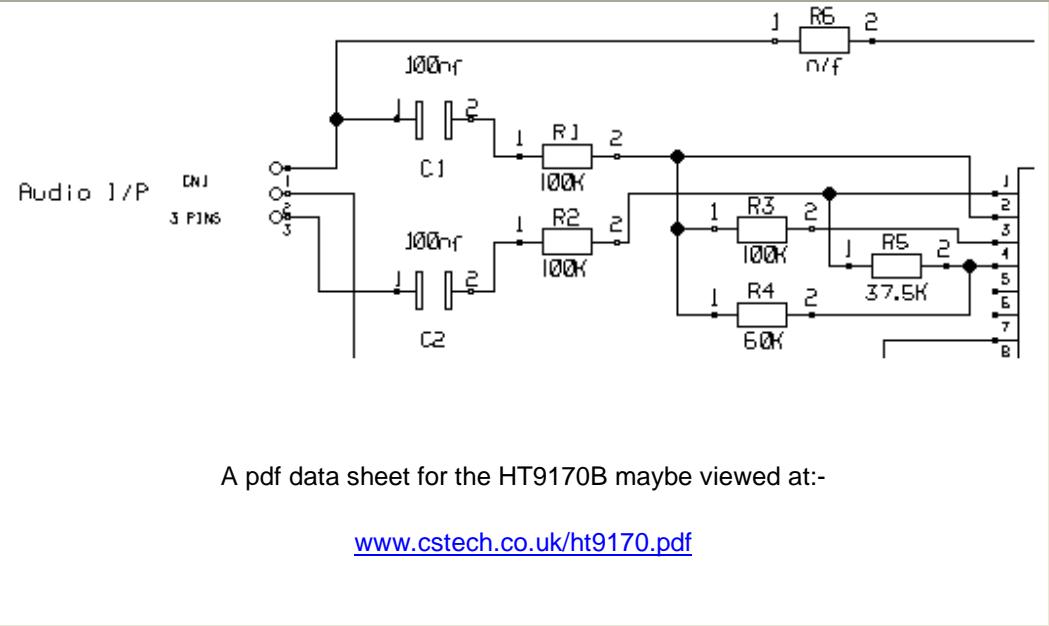 1 R6 2
n/f
100nf
1 2
C1
1 R1 2
100K
Audio I/P
CN1
3 PINS
1
2
3
100nf
1 2
C2
1 R2 2
100K
1 R3 2
100K
1 R4 2
60K
1 R5 2
37.5K
1
2
3
4
5
6
7
8
A pdf data sheet for the HT9170B maybe viewed at:-
www.cstech.co.uk/ht9170.pdf